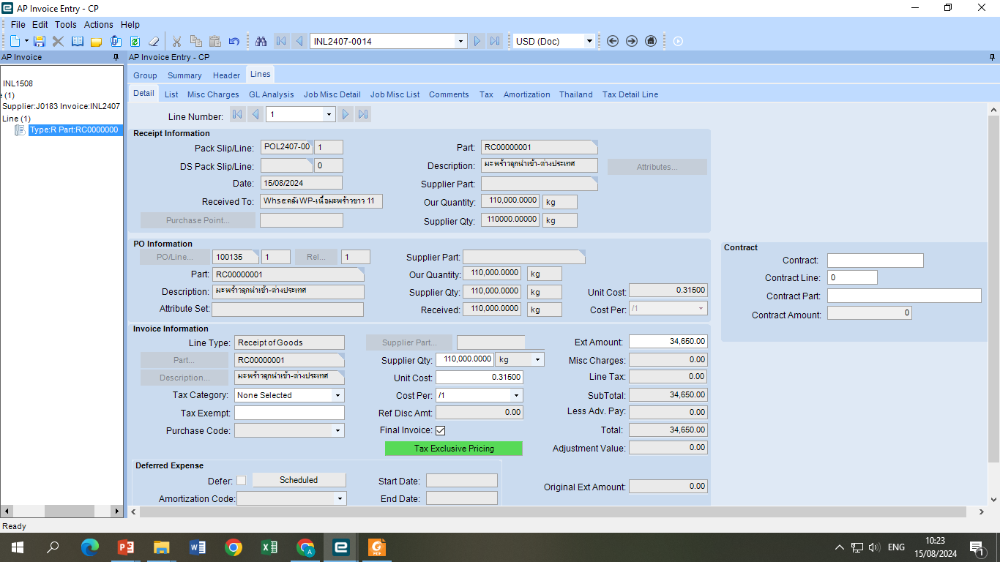 AP Invoice Entry - CP
File Edit Tools Actions Help
INL2407-0014 USD (Doc)
AP Invoice
AP Invoice Entry - CP
INL1508
e (1)
Supplier:J0183 Invoice:INL2407
Line (1)
Type:R Part:RC0000000
Group Summary Header Lines
Detail List Misc Charges GL Analysis Job Misc Detail Job Misc List Comments Tax Amortization Thailand Tax Detail Line
Line Number: 1
Receipt Information
Pack Slip/Line: POL2407-00 1 Part: RC00000001
DS Pack Slip/Line: 0 Description: มะพร้าวลูกนำเข้า-ต่างประเทศ Attributes...
Date: 15/08/2024 Supplier Part:
Received To: Whse:คลัง WP-เนื้อมะพร้าวขาว 11 Our Quantity: 110,000.0000 kg
Purchase Point... Supplier Qty: 110000.00000 kg
PO Information
PO/Line... 100135 1 Rel... 1 Supplier Part:
Part: RC00000001 Our Quantity: 110,000.0000 kg
Description: มะพร้าวลูกนำเข้า-ต่างประเทศ Supplier Qty: 110,000.0000 kg Unit Cost: 0.31500
Attribute Set: Received: 110,000.0000 kg Cost Per: /1
Contract
Contract:
Contract Line: 0
Contract Part:
Contract Amount: 0
Invoice Information
Line Type: Receipt of Goods Supplier Part... Ext Amount: 34,650.00
Part... RC00000001 Supplier Qty: 110,000.0000 kg Misc Charges: 0.00
Description... มะพร้าวลูกนำเข้า-ต่างประเทศ Unit Cost: 0.31500 Line Tax: 0.00
Tax Category: None Selected Cost Per: /1 SubTotal: 34,650.00
Tax Exempt: Ref Disc Amt: 0.00 Less Adv. Pay: 0.00
Purchase Code: Final Invoice: Total: 34,650.00
Tax Exclusive Pricing Adjustment Value: 0.00
Deferred Expense
Defer: Scheduled Start Date: Original Ext Amount: 0.00
Amortization Code: End Date:
Ready
ENG 10:23
15/08/2024
1